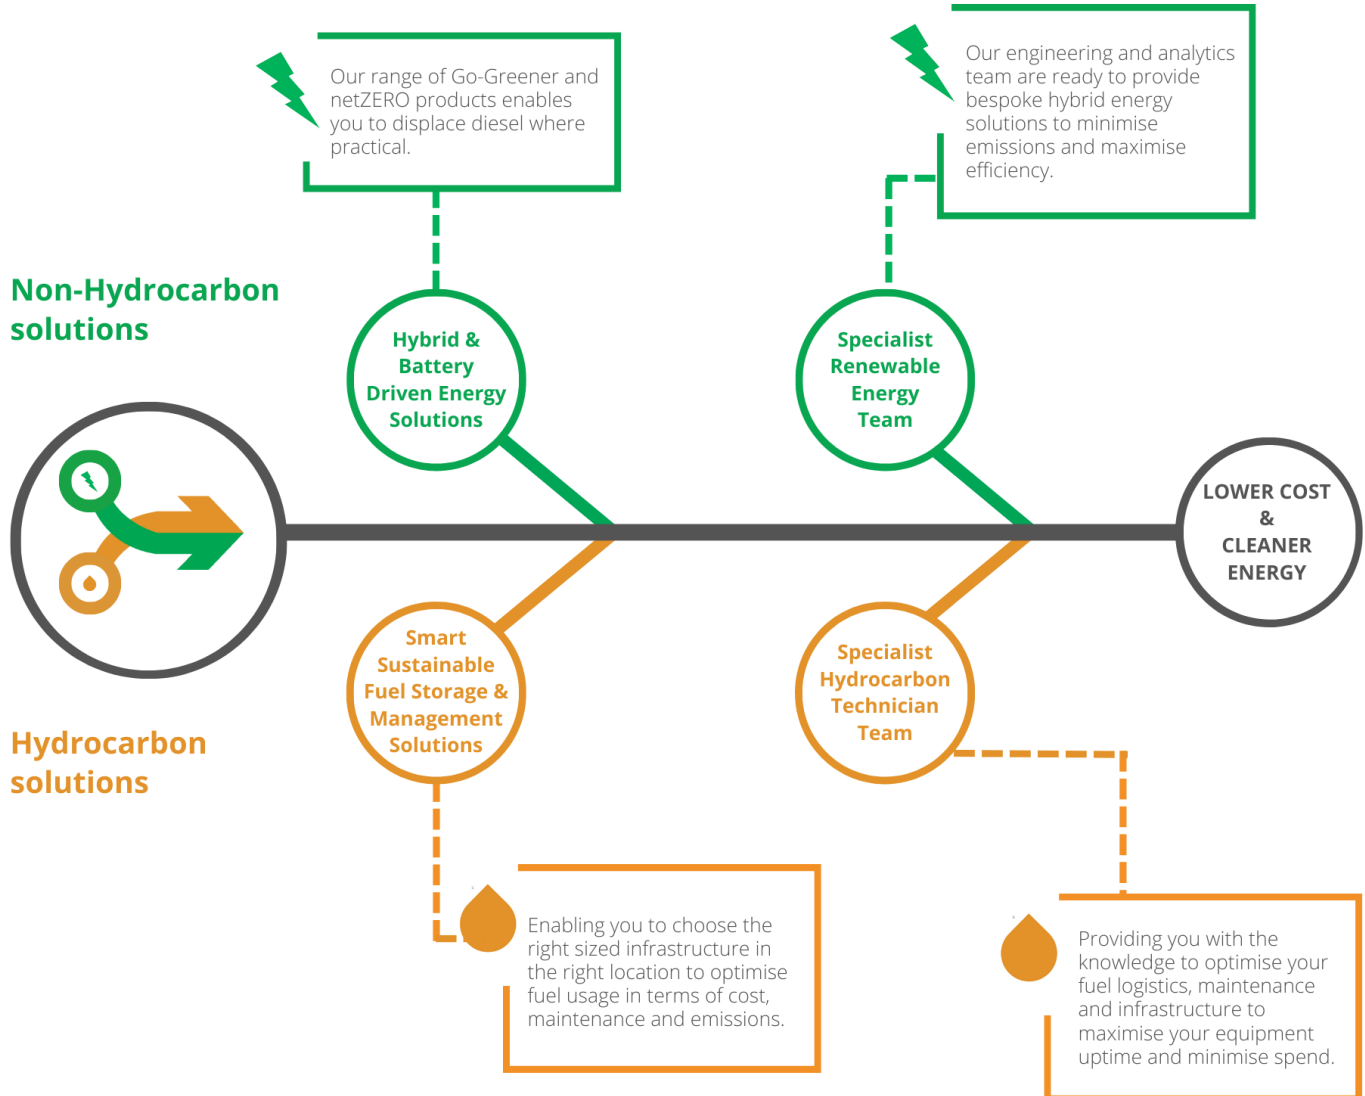 Our range of Go-Greener and
netZERO products enables
you to displace diesel where
practical.
Our engineering and analytics
team are ready to provide
bespoke hybrid energy
solutions to minimise
emissions and maximise
efficiency.
Non-Hydrocarbon
solutions
Hybrid &
Battery
Driven Energy
Solutions
Specialist
Renewable
Energy
Team
LOWER COST
&
CLEANER
ENERGY
Smart
Sustainable
Fuel Storage &
Management
Solutions
Specialist
Hydrocarbon
Technician
Team
Hydrocarbon
solutions
Enabling you to choose the
right sized infrastructure in
the right location to optimise
fuel usage in terms of cost,
maintenance and emissions.
Providing you with the
knowledge to optimise your
fuel logistics, maintenance
and infrastructure to
maximise your equipment
uptime and minimise spend.